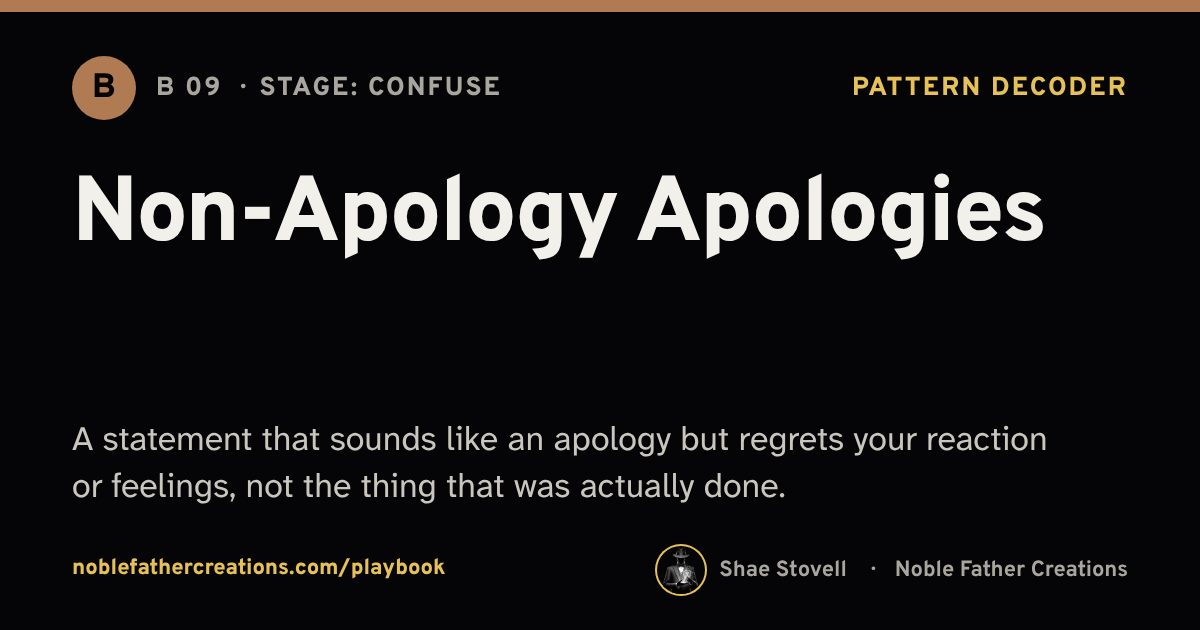 B
B 09 · STAGE: CONFUSE
PATTERN DECODER
Non-Apology Apologies
A statement that sounds like an apology but regrets your reaction
or feelings, not the thing that was actually done.
noblefathercreations.com/playbook
Shae Stovell · Noble Father Creations